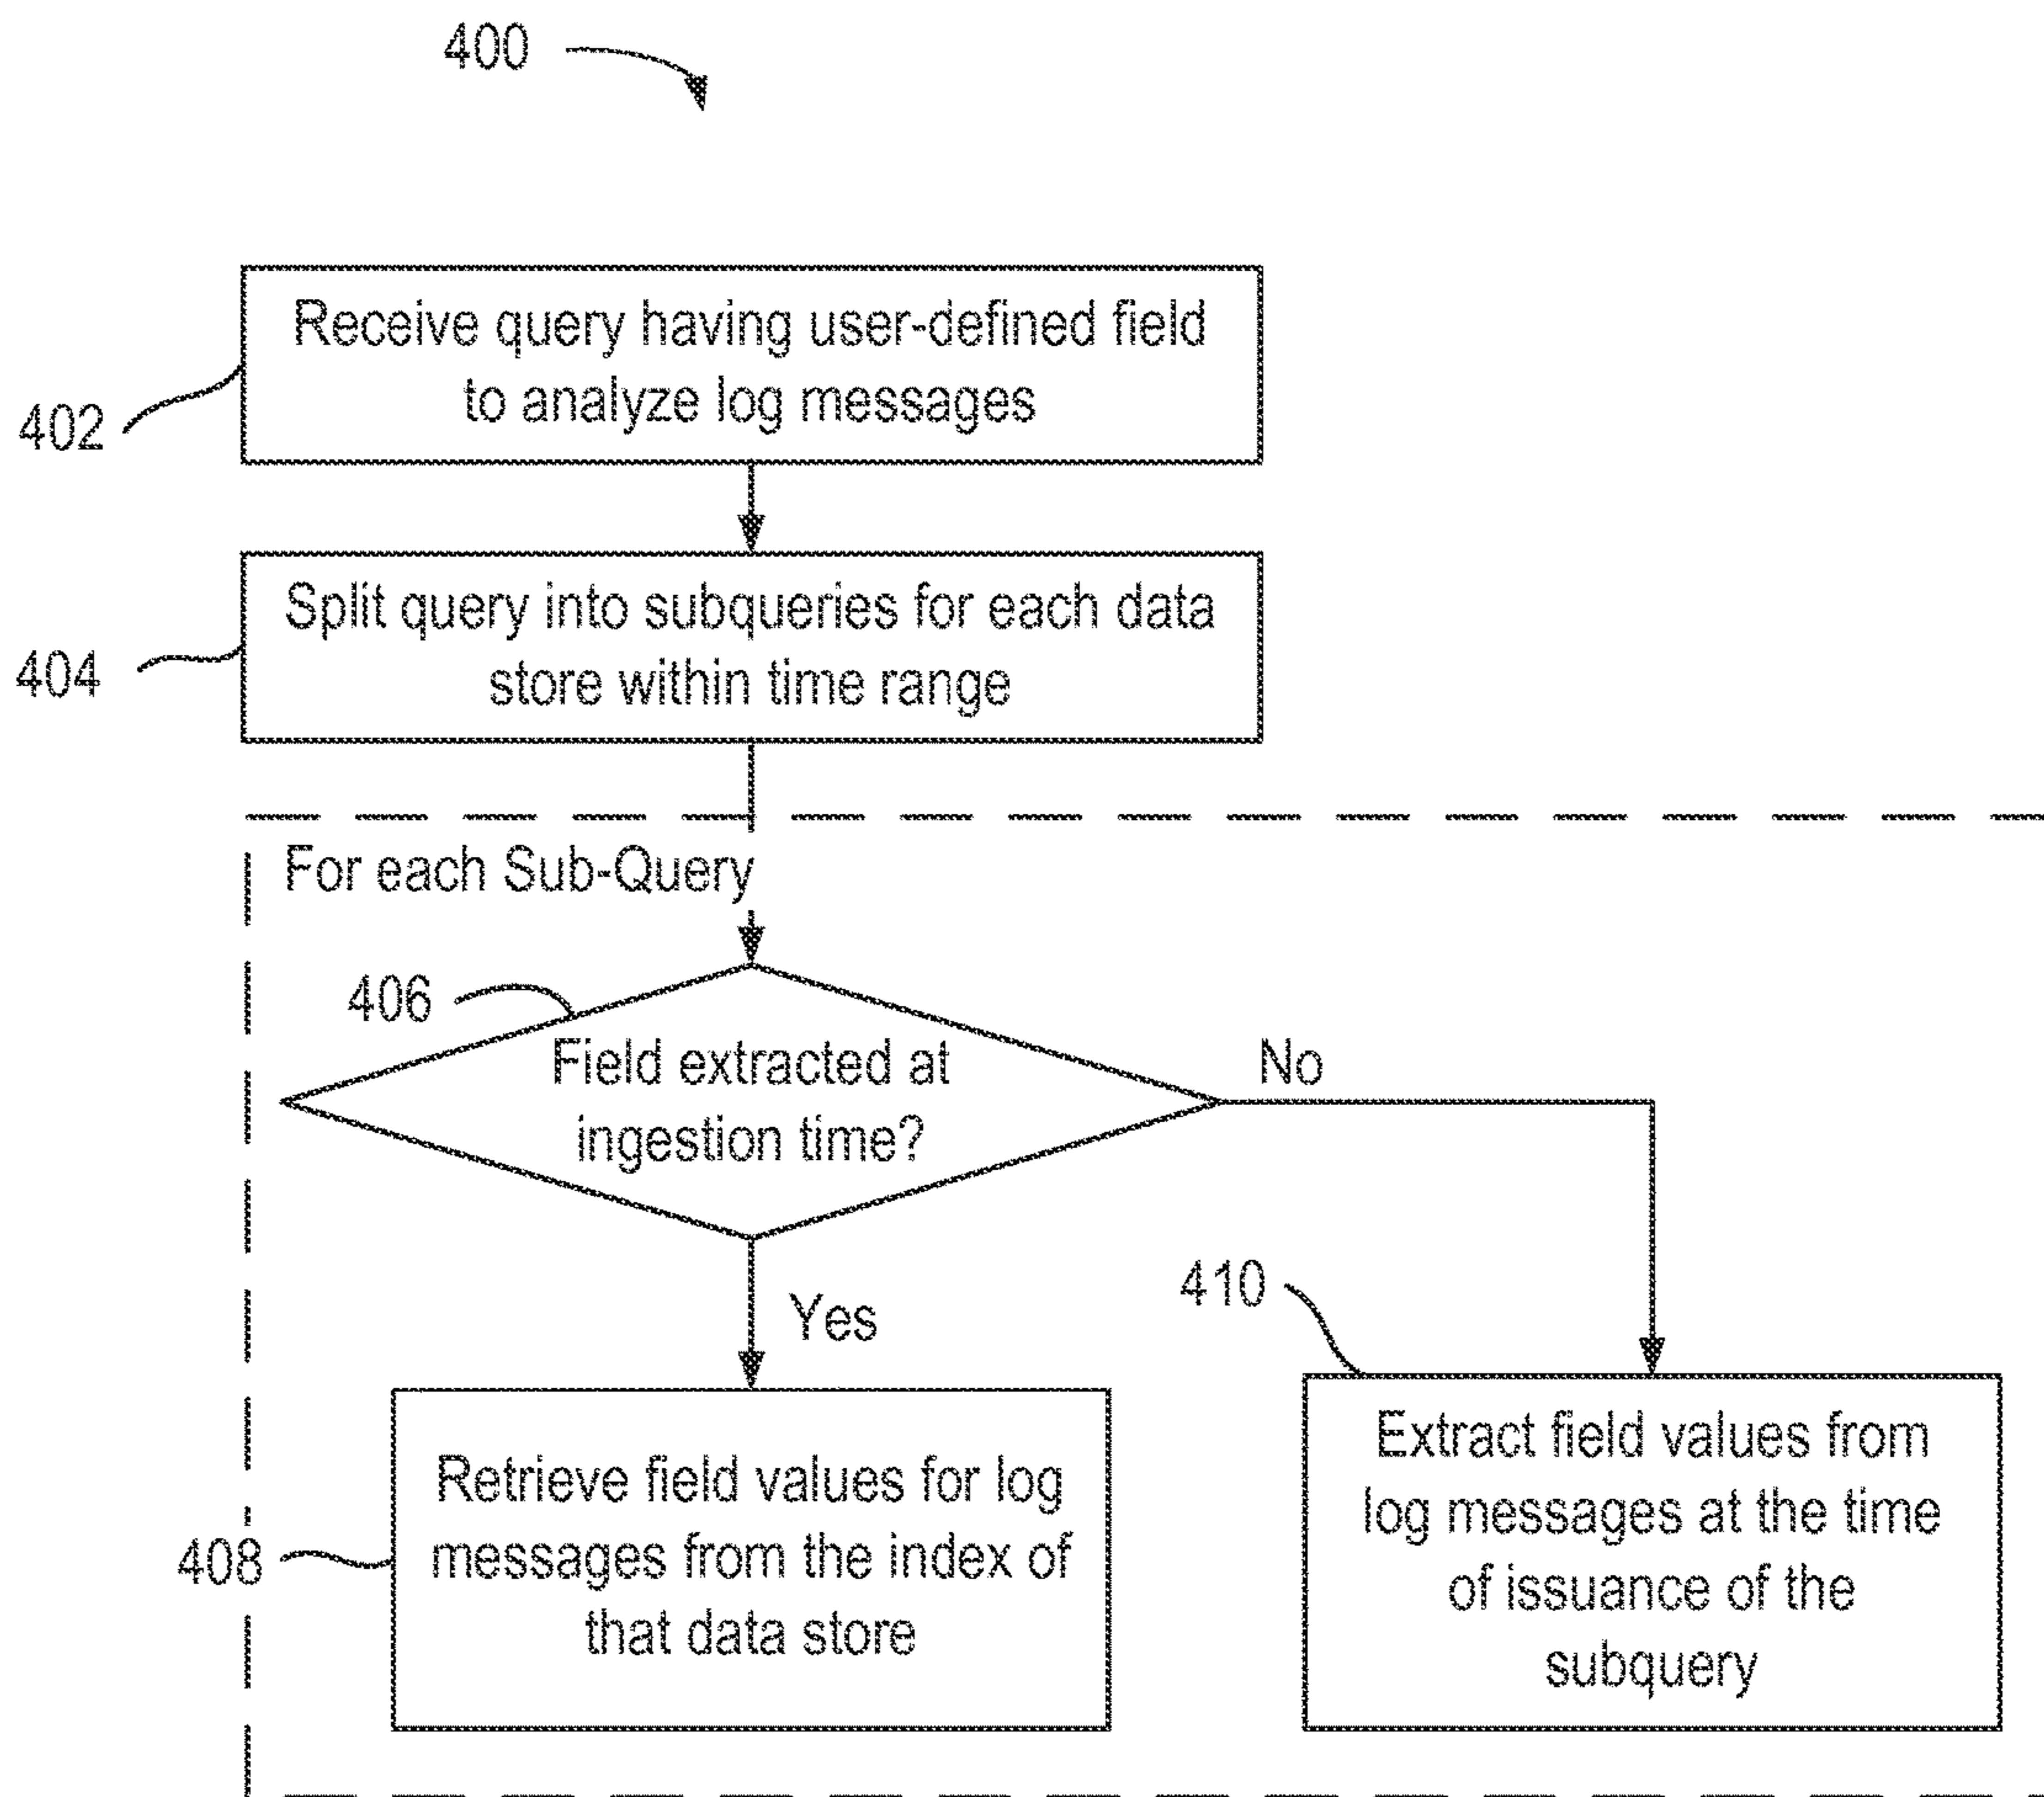 400
Receive query having user-defined field
to analyze log messages
402
Split query into subqueries for each data
store within time range
404
For each Sub-Query
406
Field extracted at
ingestion time?
No
Yes
410
Retrieve field values for log
messages from the index of
that data store
408
Extract field values from
log messages at the time
of issuance of the
subquery